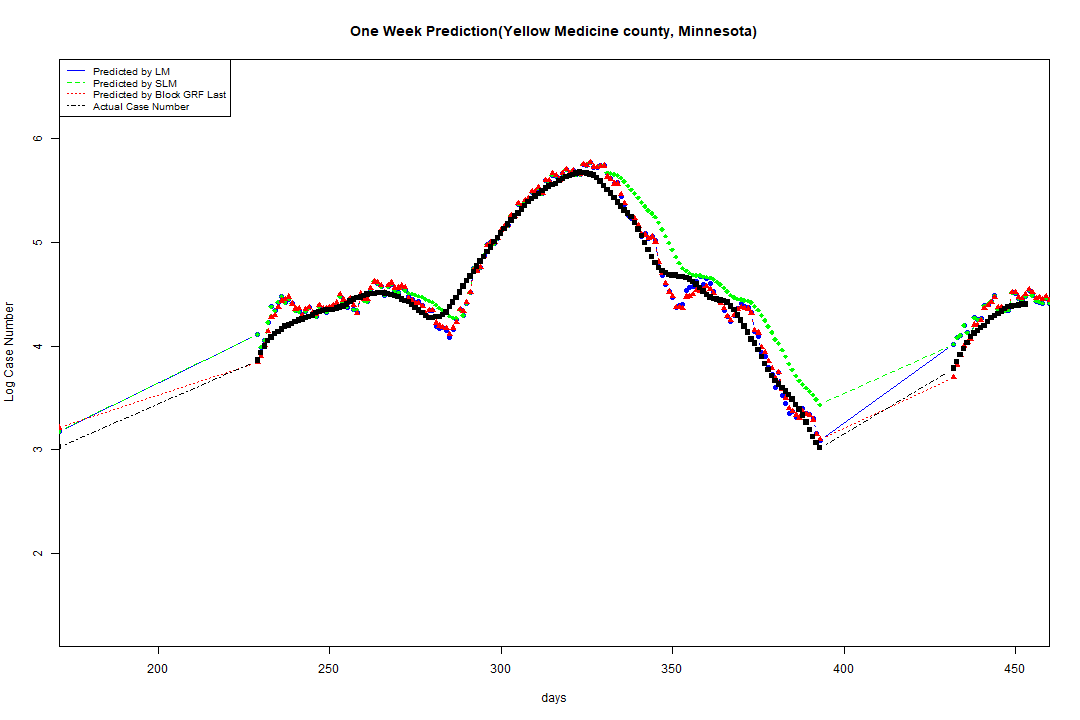 One Week Prediction(Yellow Medicine county, Minnesota)
Predicted by LM
Predicted by SLM
Predicted by Block GRF Last
Actual Case Number
6
5
4
3
2
Log Case Number
200 250 300 350 400 450
days